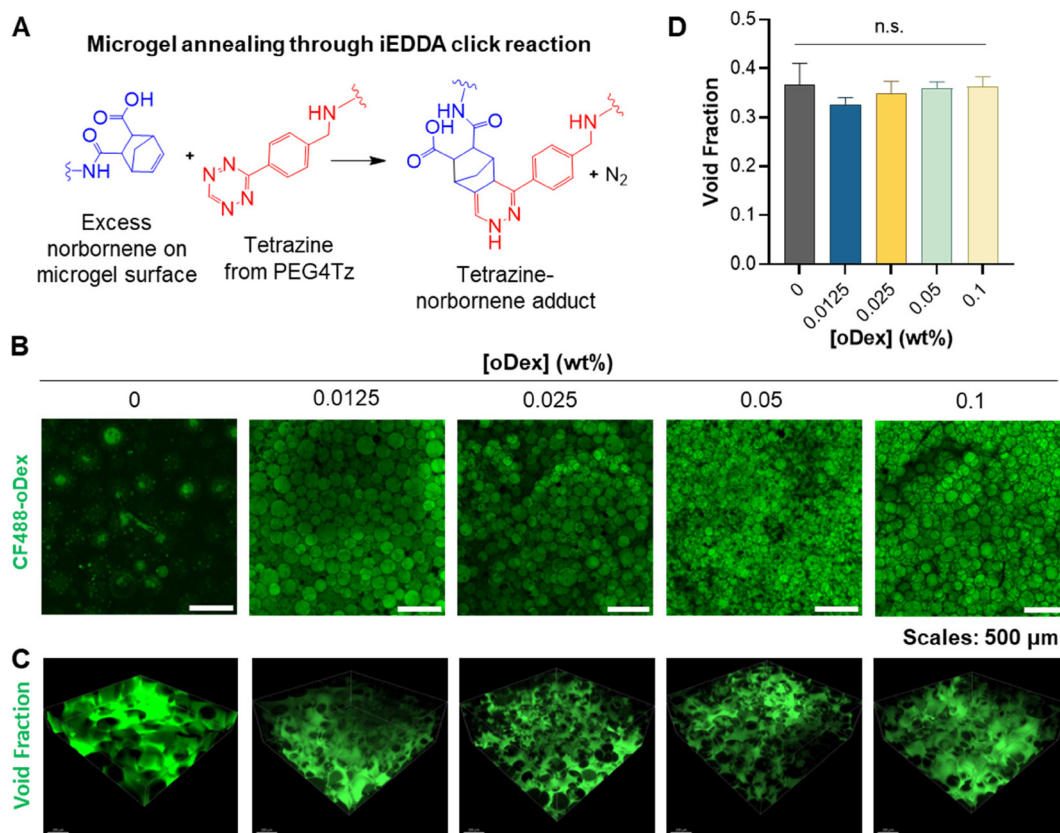 A
Microgel annealing through iEDDA click reaction
OH
O
O
NH
+
HN
N
N
N
N
HN
O
OH
O
HN
N
N
H
+ N2
Excess
norbornene on
microgel surface
Tetrazine
from PEG4Tz
Tetrazine-
norbornene adduct
D
n.s.
Void Fraction
0.5
0.4
0.3
0.2
0.1
0.0
0
0.0125
0.025
0.05
0.1
[oDex] (wt%)
B
[oDex] (wt%)
0 0.0125 0.025 0.05 0.1
CF488-oDex
Scales: 500 µm
C
Void Fraction